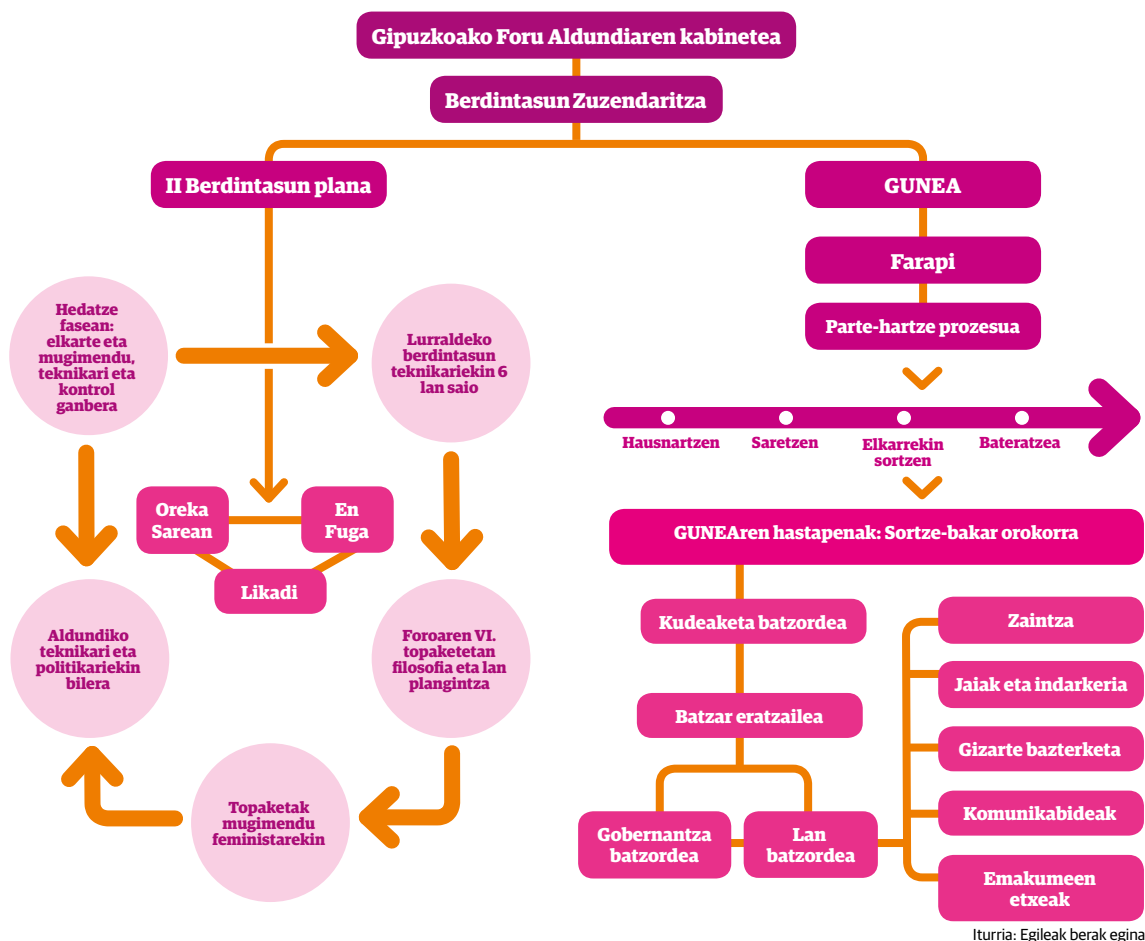 Gipuzkoako Foru Aldundiaren kabinetea
Berdintasun Zuzendaritza
II Berdintasun plana
Hedatze
fasean:
elkarte eta
mugimendu,
teknikari eta
kontrol
ganbera
Lurraldeko
berdintasun
teknikariekin 6
lan saio
Oreka
Sarean
En
Fuga
Likadi
Aldundiko
teknikari eta
politikariekin
bilera
Foroaren VI.
topaketetan
filosofia eta lan
plangintza
Topaketak
mugimendu
feministarekin
GUNEA
Farapi
Parte-hartze prozesua
Hausnartzen
Saretzen
Elkarrekin
sortzen
Bateratzea
GUNEAren hastapenak: Sortze-bakar orokorra
Kudeaketa batzordea
Batzar eratzailea
Gobernantza
batzordea
Lan
batzordea
Zaintza
Jaiak eta indarkeria
Gizarte bazterketa
Komunikabideak
Emakumeen
etxeak
Iturria: Egileak berak egina